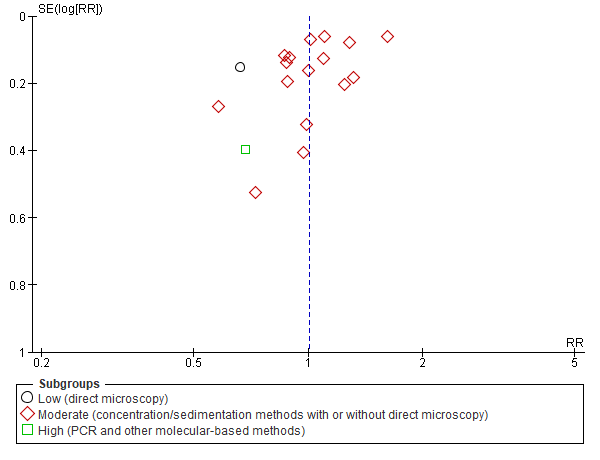 SE(log[RR])
0
0.2
0.4
0.6
0.8
1
RR
0.2 0.5 1 2 5
Subgroups
Low (direct microscopy)
Moderate (concentration/sedimentation methods with or without direct microscopy)
High (PCR and other molecular-based methods)